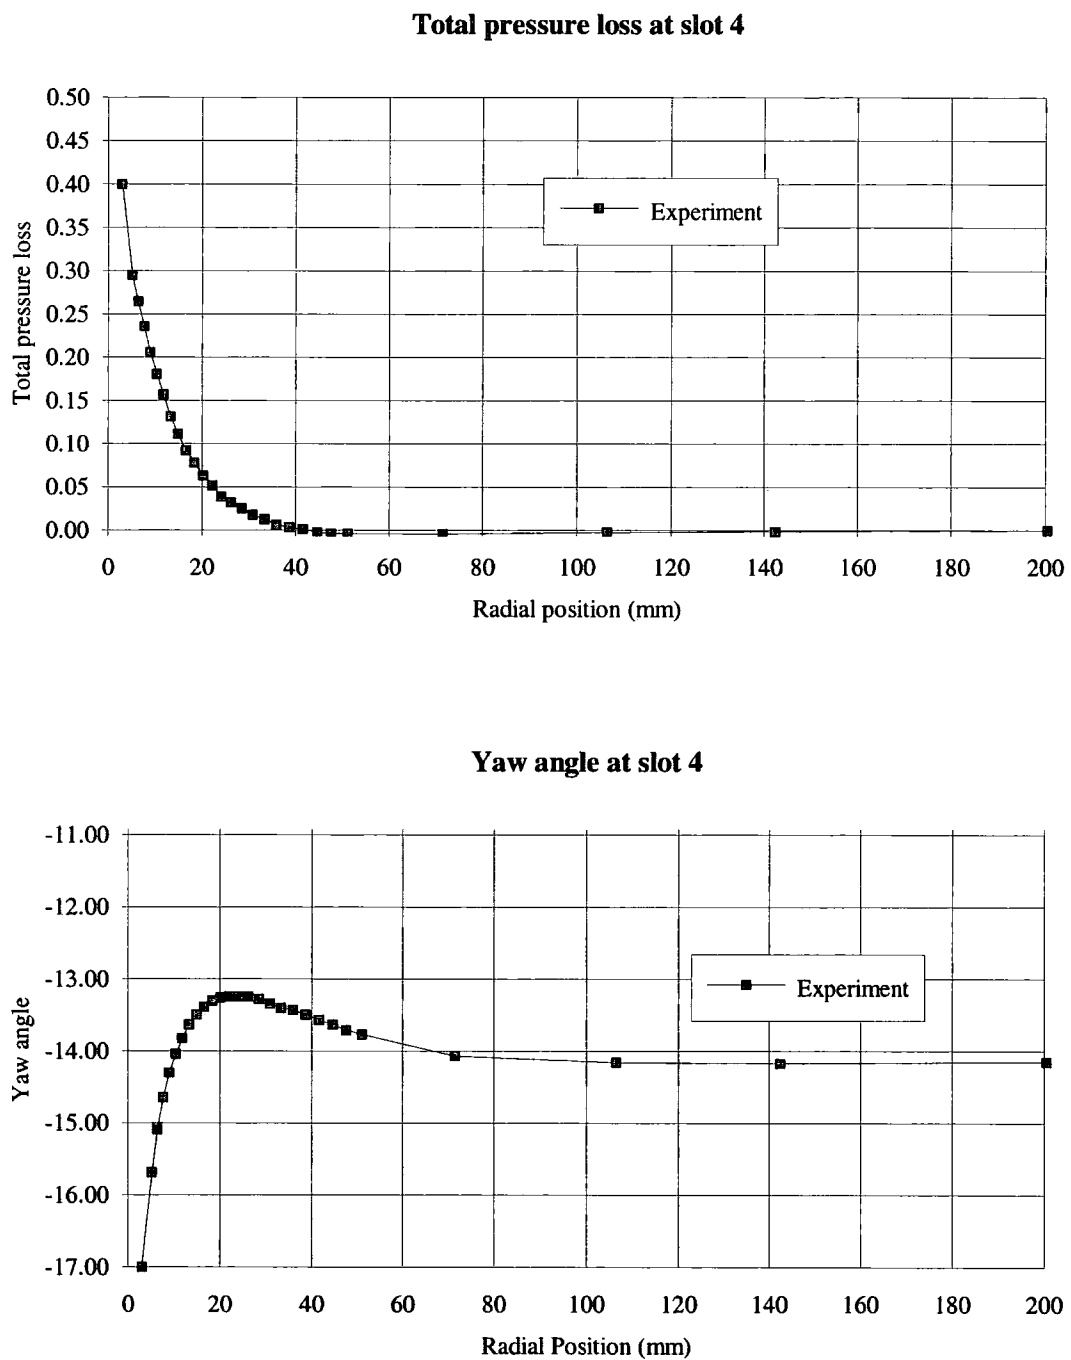 Total pressure loss at slot 4
0.50
0.45
0.40
0.35
0.30
0.25
0.20
0.15
0.10
0.05
0.00
Total pressure loss
Experiment
0 20 40 60 80 100 120 140 160 180 200
Radial position (mm)
Yaw angle at slot 4
-11.00
-12.00
-13.00
-14.00
-15.00
-16.00
-17.00
Yaw angle
Experiment
0 20 40 60 80 100 120 140 160 180 200
Radial Position (mm)